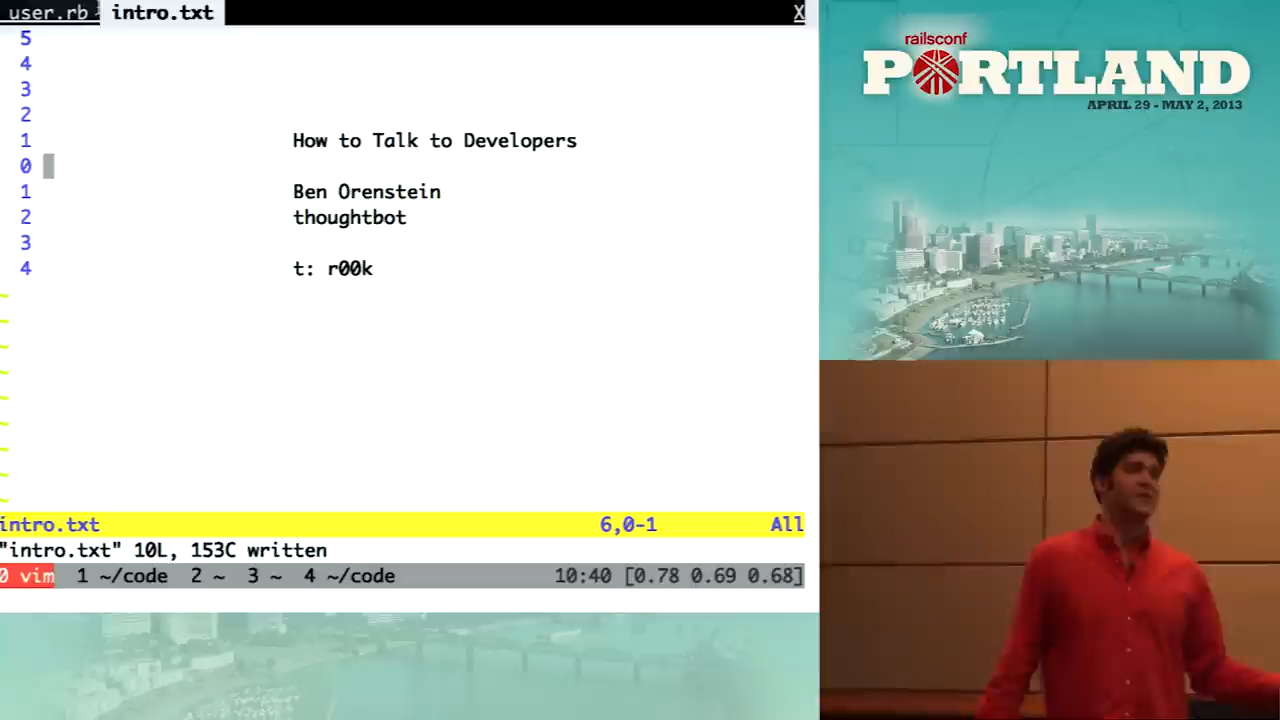 user.rb intro.txt X
5
4
3
2
1 How to Talk to Developers
0
1 Ben Orenstein
2 thoughtbot
3
4 t: r00k
~
~
~
~
~
~
~
~
~
intro.txt 6,0-1 All
"intro.txt" 10L, 153C written
0 vim 1 ~/code 2 ~ 3 ~ 4 ~/code 10:40 [0.78 0.69 0.68]
railsconf
PORTLAND
APRIL 29 - MAY 2, 2013